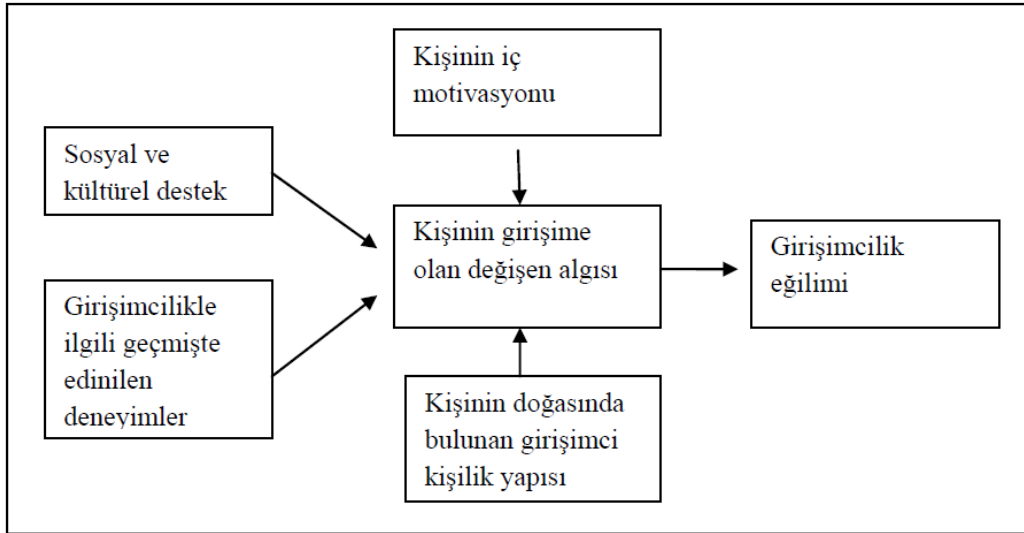 Kişinin iç
motivasyonu
Sosyal ve
kültürel destek
Kişinin girişime
olan değişen algısı
Girişimcilik
eğilimi
Girişimcilikle
ilgili geçmişte
edinilen
deneyimler
Kişinin doğasında
bulunan girişimci
kişilik yapısı